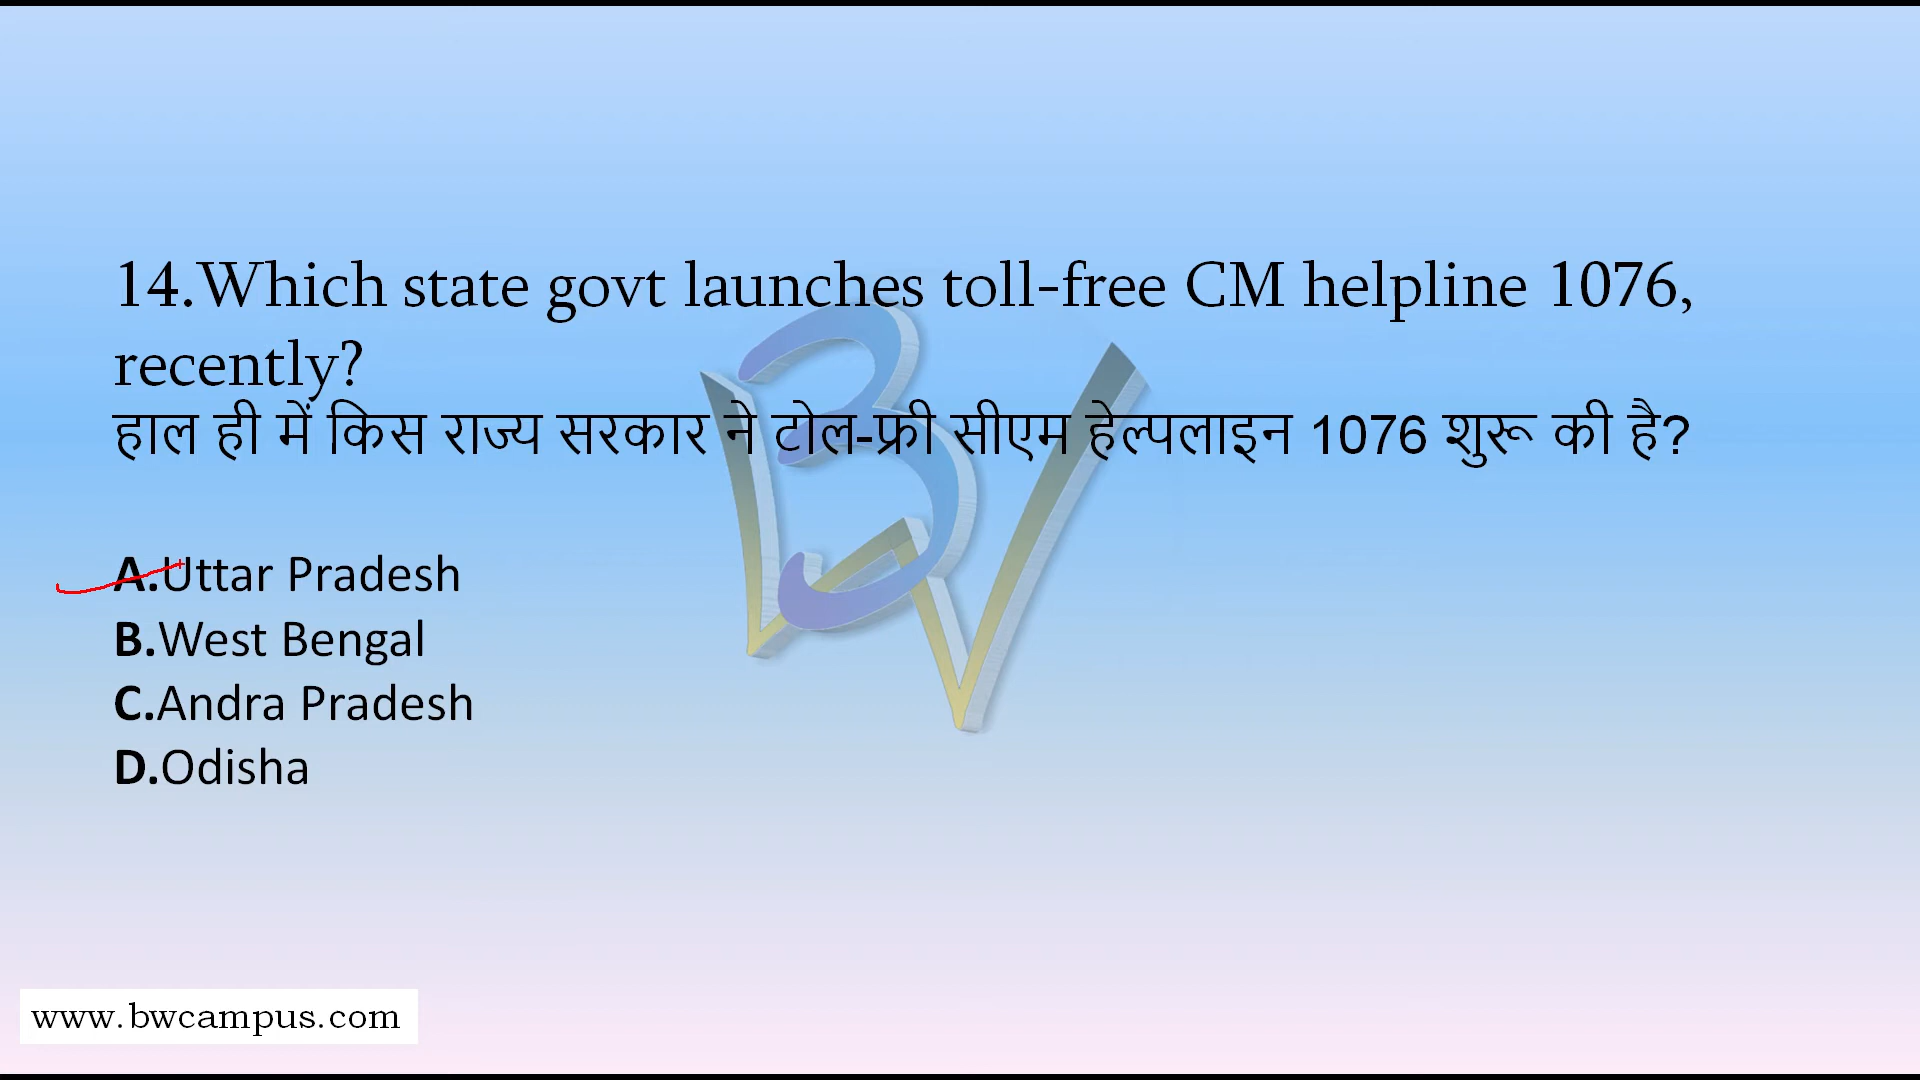 14.Which state govt launches toll-free CM helpline 1076,
recently?
हाल ही में किस राज्य सरकार ने टोल-फ्री सीएम हेल्पलाइन 1076 शुरू की है?
A.Uttar Pradesh
B.West Bengal
C.Andra Pradesh
D.Odisha
www.bwcampus.com